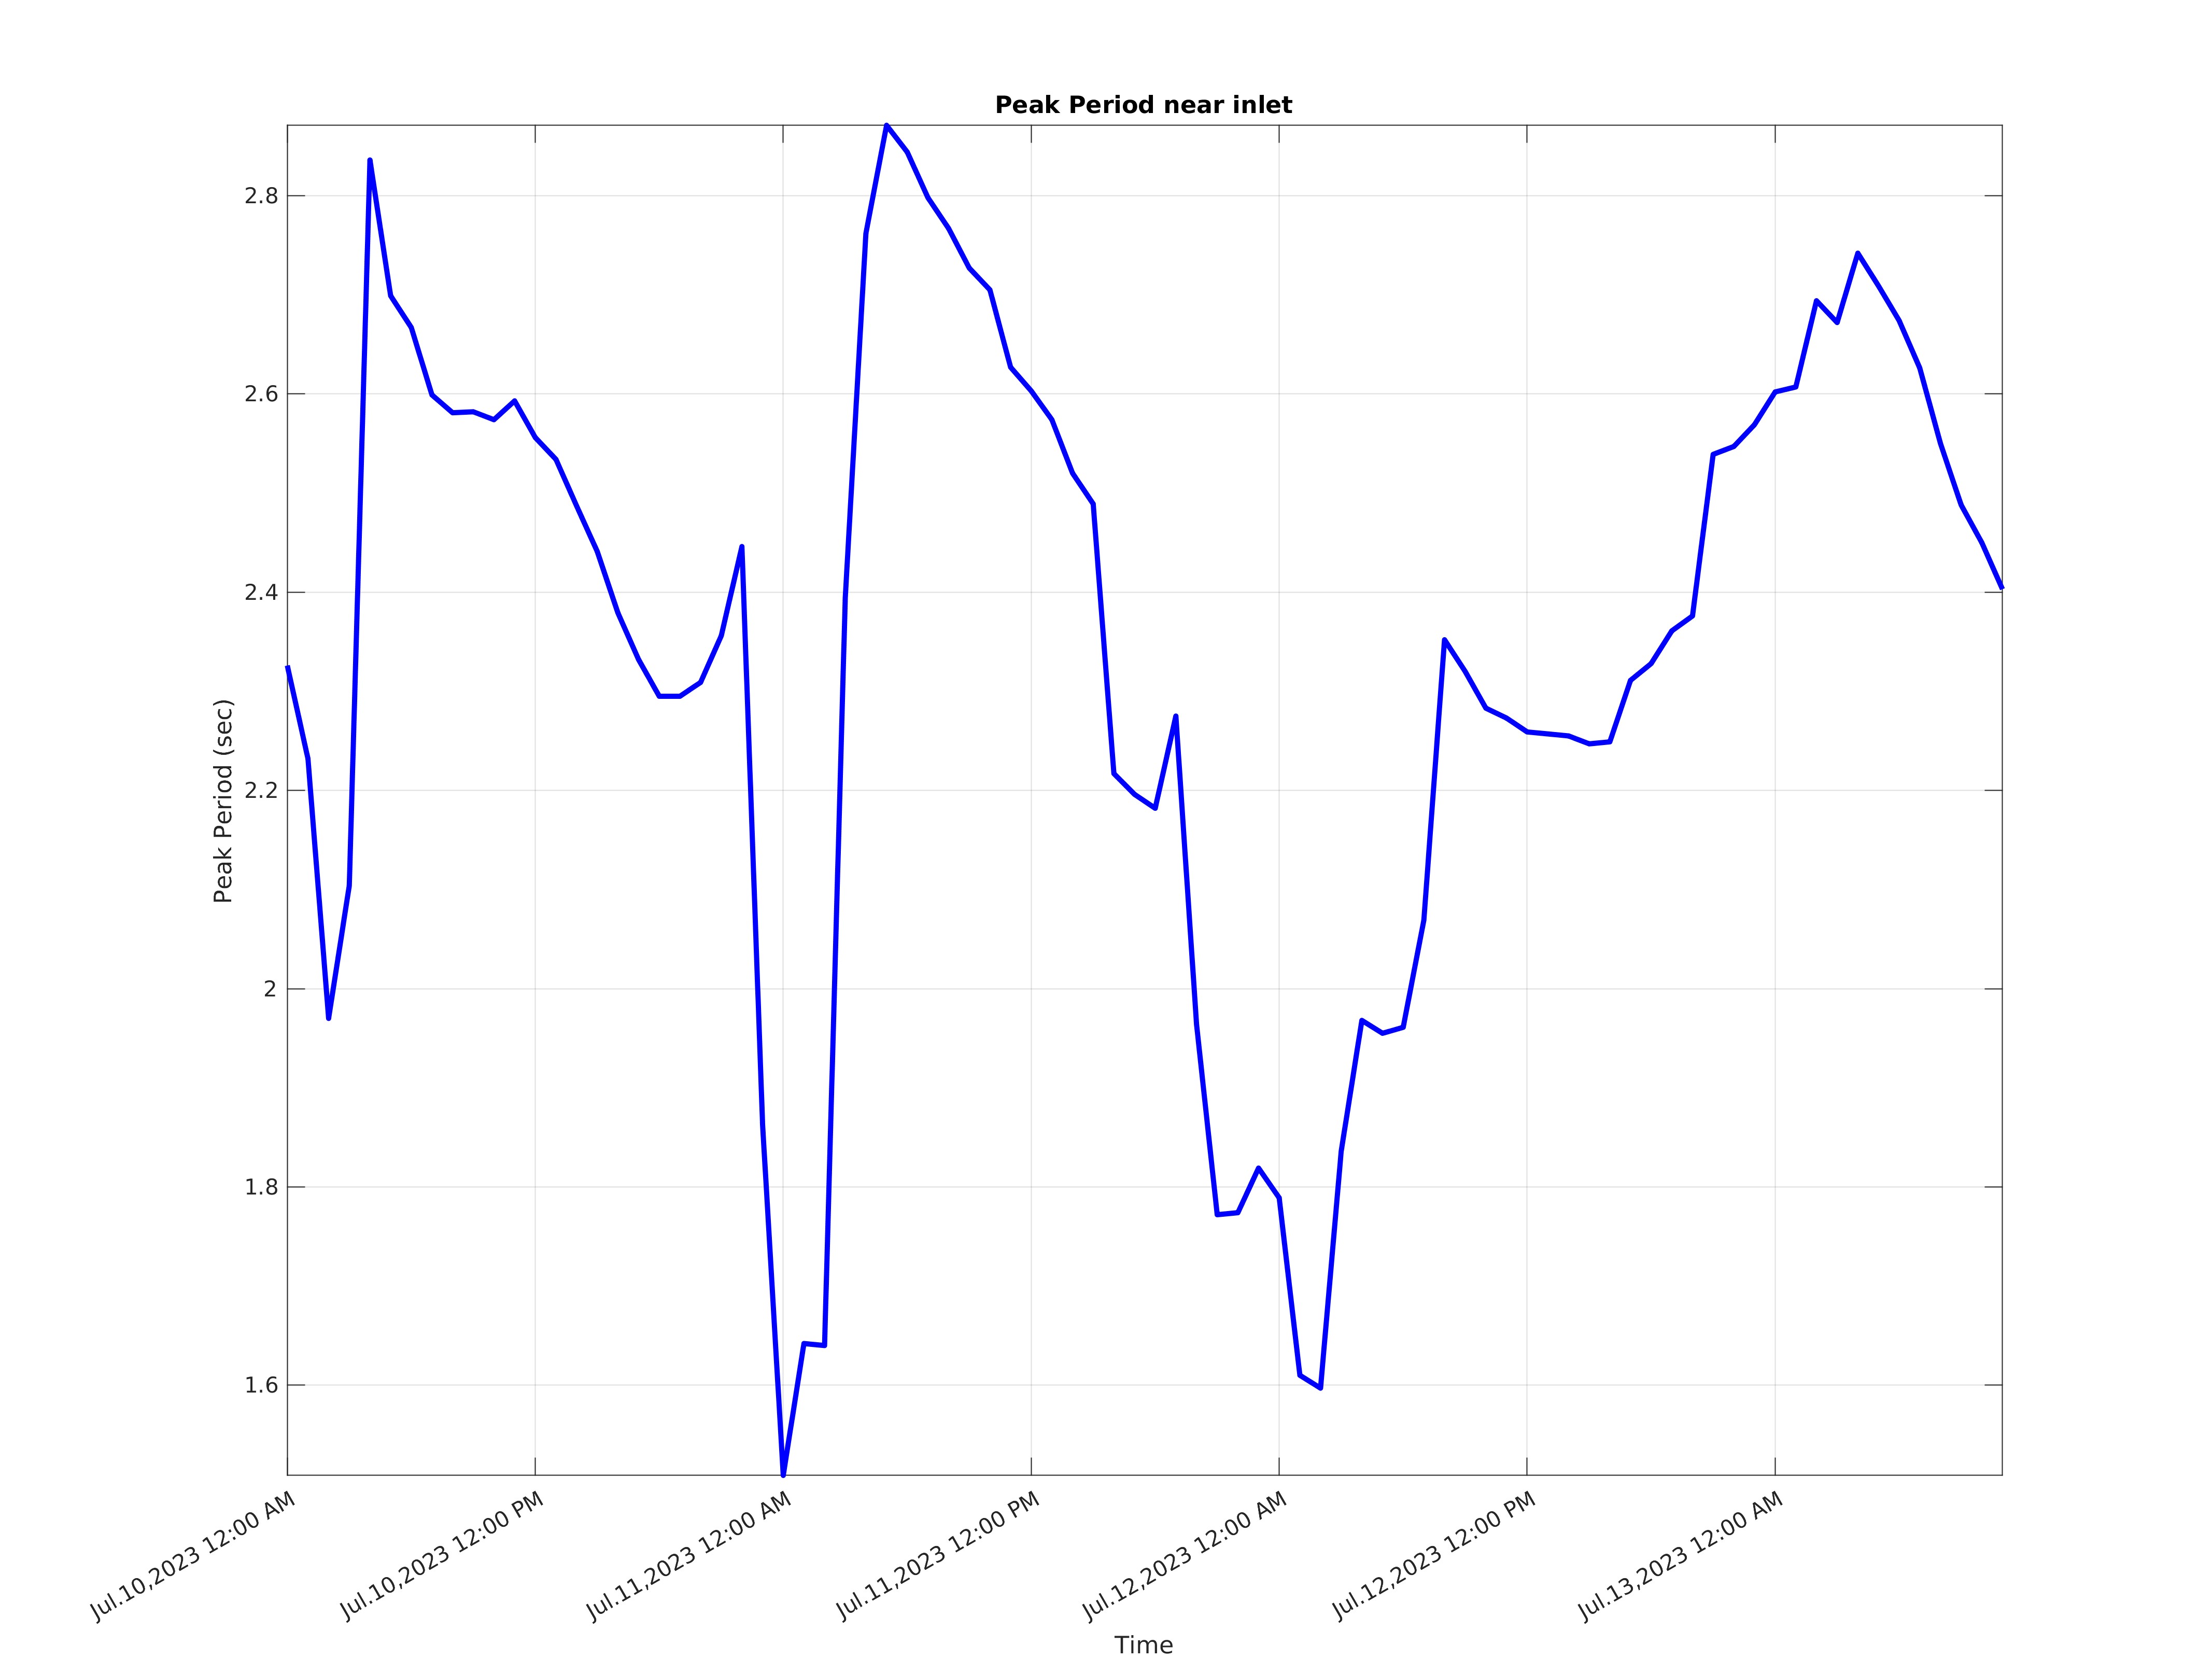 Peak Period near inlet
Peak Period (sec)
2.8
2.6
2.4
2.2
2
1.8
1.6
Jul.10,2023 12:00 AM
Jul.10,2023 12:00 PM
Jul.11,2023 12:00 AM
Jul.11,2023 12:00 PM
Jul.12,2023 12:00 AM
Jul.12,2023 12:00 PM
Jul.13,2023 12:00 AM
Time